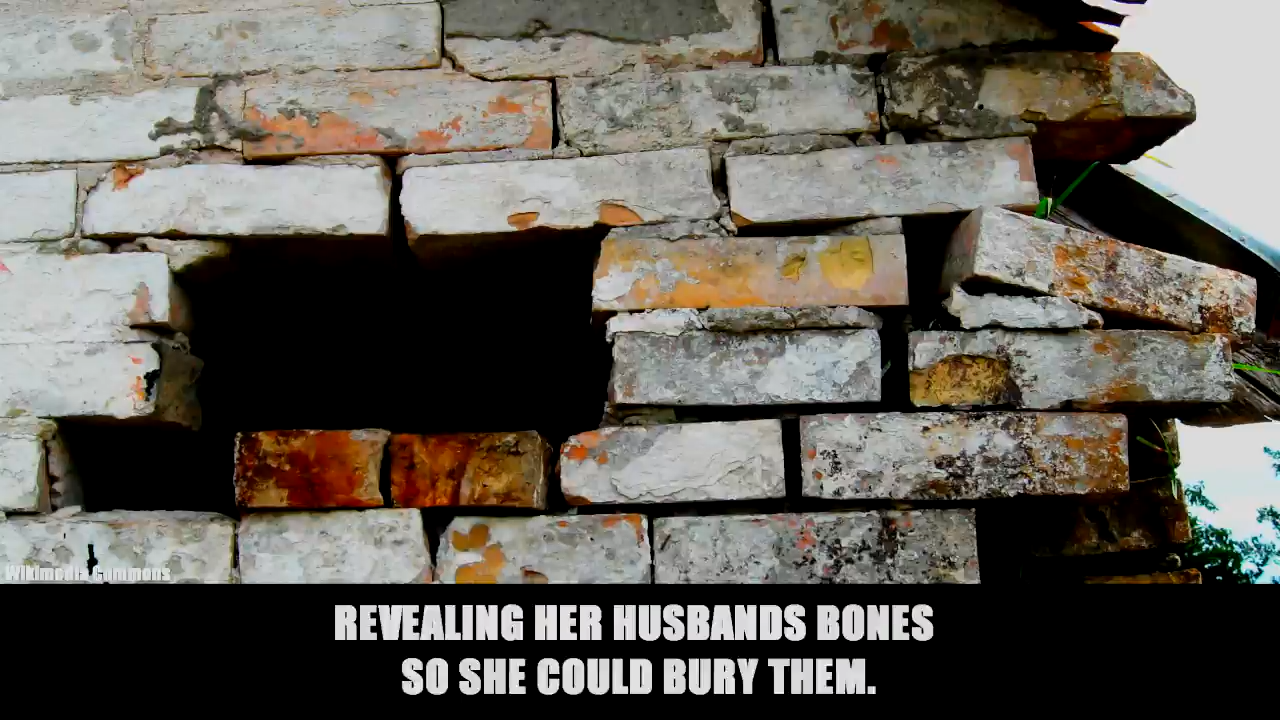 Wikimedia Commons
REVEALING HER HUSBANDS BONES
SO SHE COULD BURY THEM.